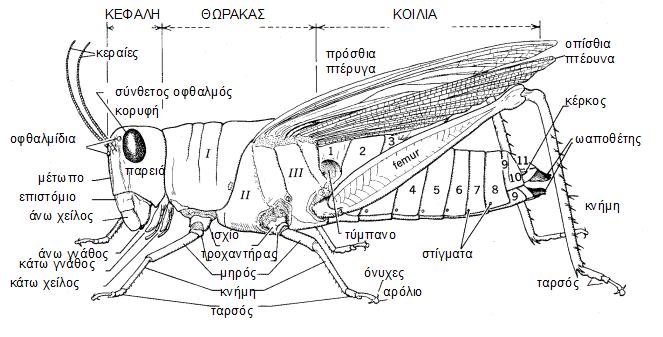 ΚΕΦΑΛΗ ΘΩΡΑΚΑΣ ΚΟΙΛΙΑ
κεραίες
πρόσθια
πτέρυγα
οπίσθια
πτέρυνα
σύνθετος οφθαλμός
κορυφή
κέρκος
οφθαλμίδια
ωαποθέτης
παρειά
μέτωπο
επιστόμιο
άνω χείλος
I
II
III
1
2
3
femur
4
5
6
7
8
9
9
10
11
κνήμη
ισχίο
τροχαντήρας
τύμπανο
στίγματα
άνω γνάθος
κάτω γνάθος
κάτω χείλος
μηρός
κνήμη
ταρσός
όνυχες
αρόλιο
ταρσός